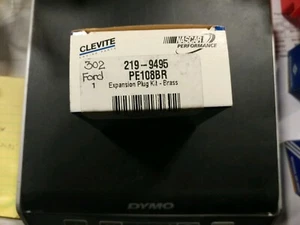 CLEVITE
NASCAR
PERFORMANCE
302 219-9495
Ford PE108BR
1 Expansion Plug Kit - Brass
DYMO